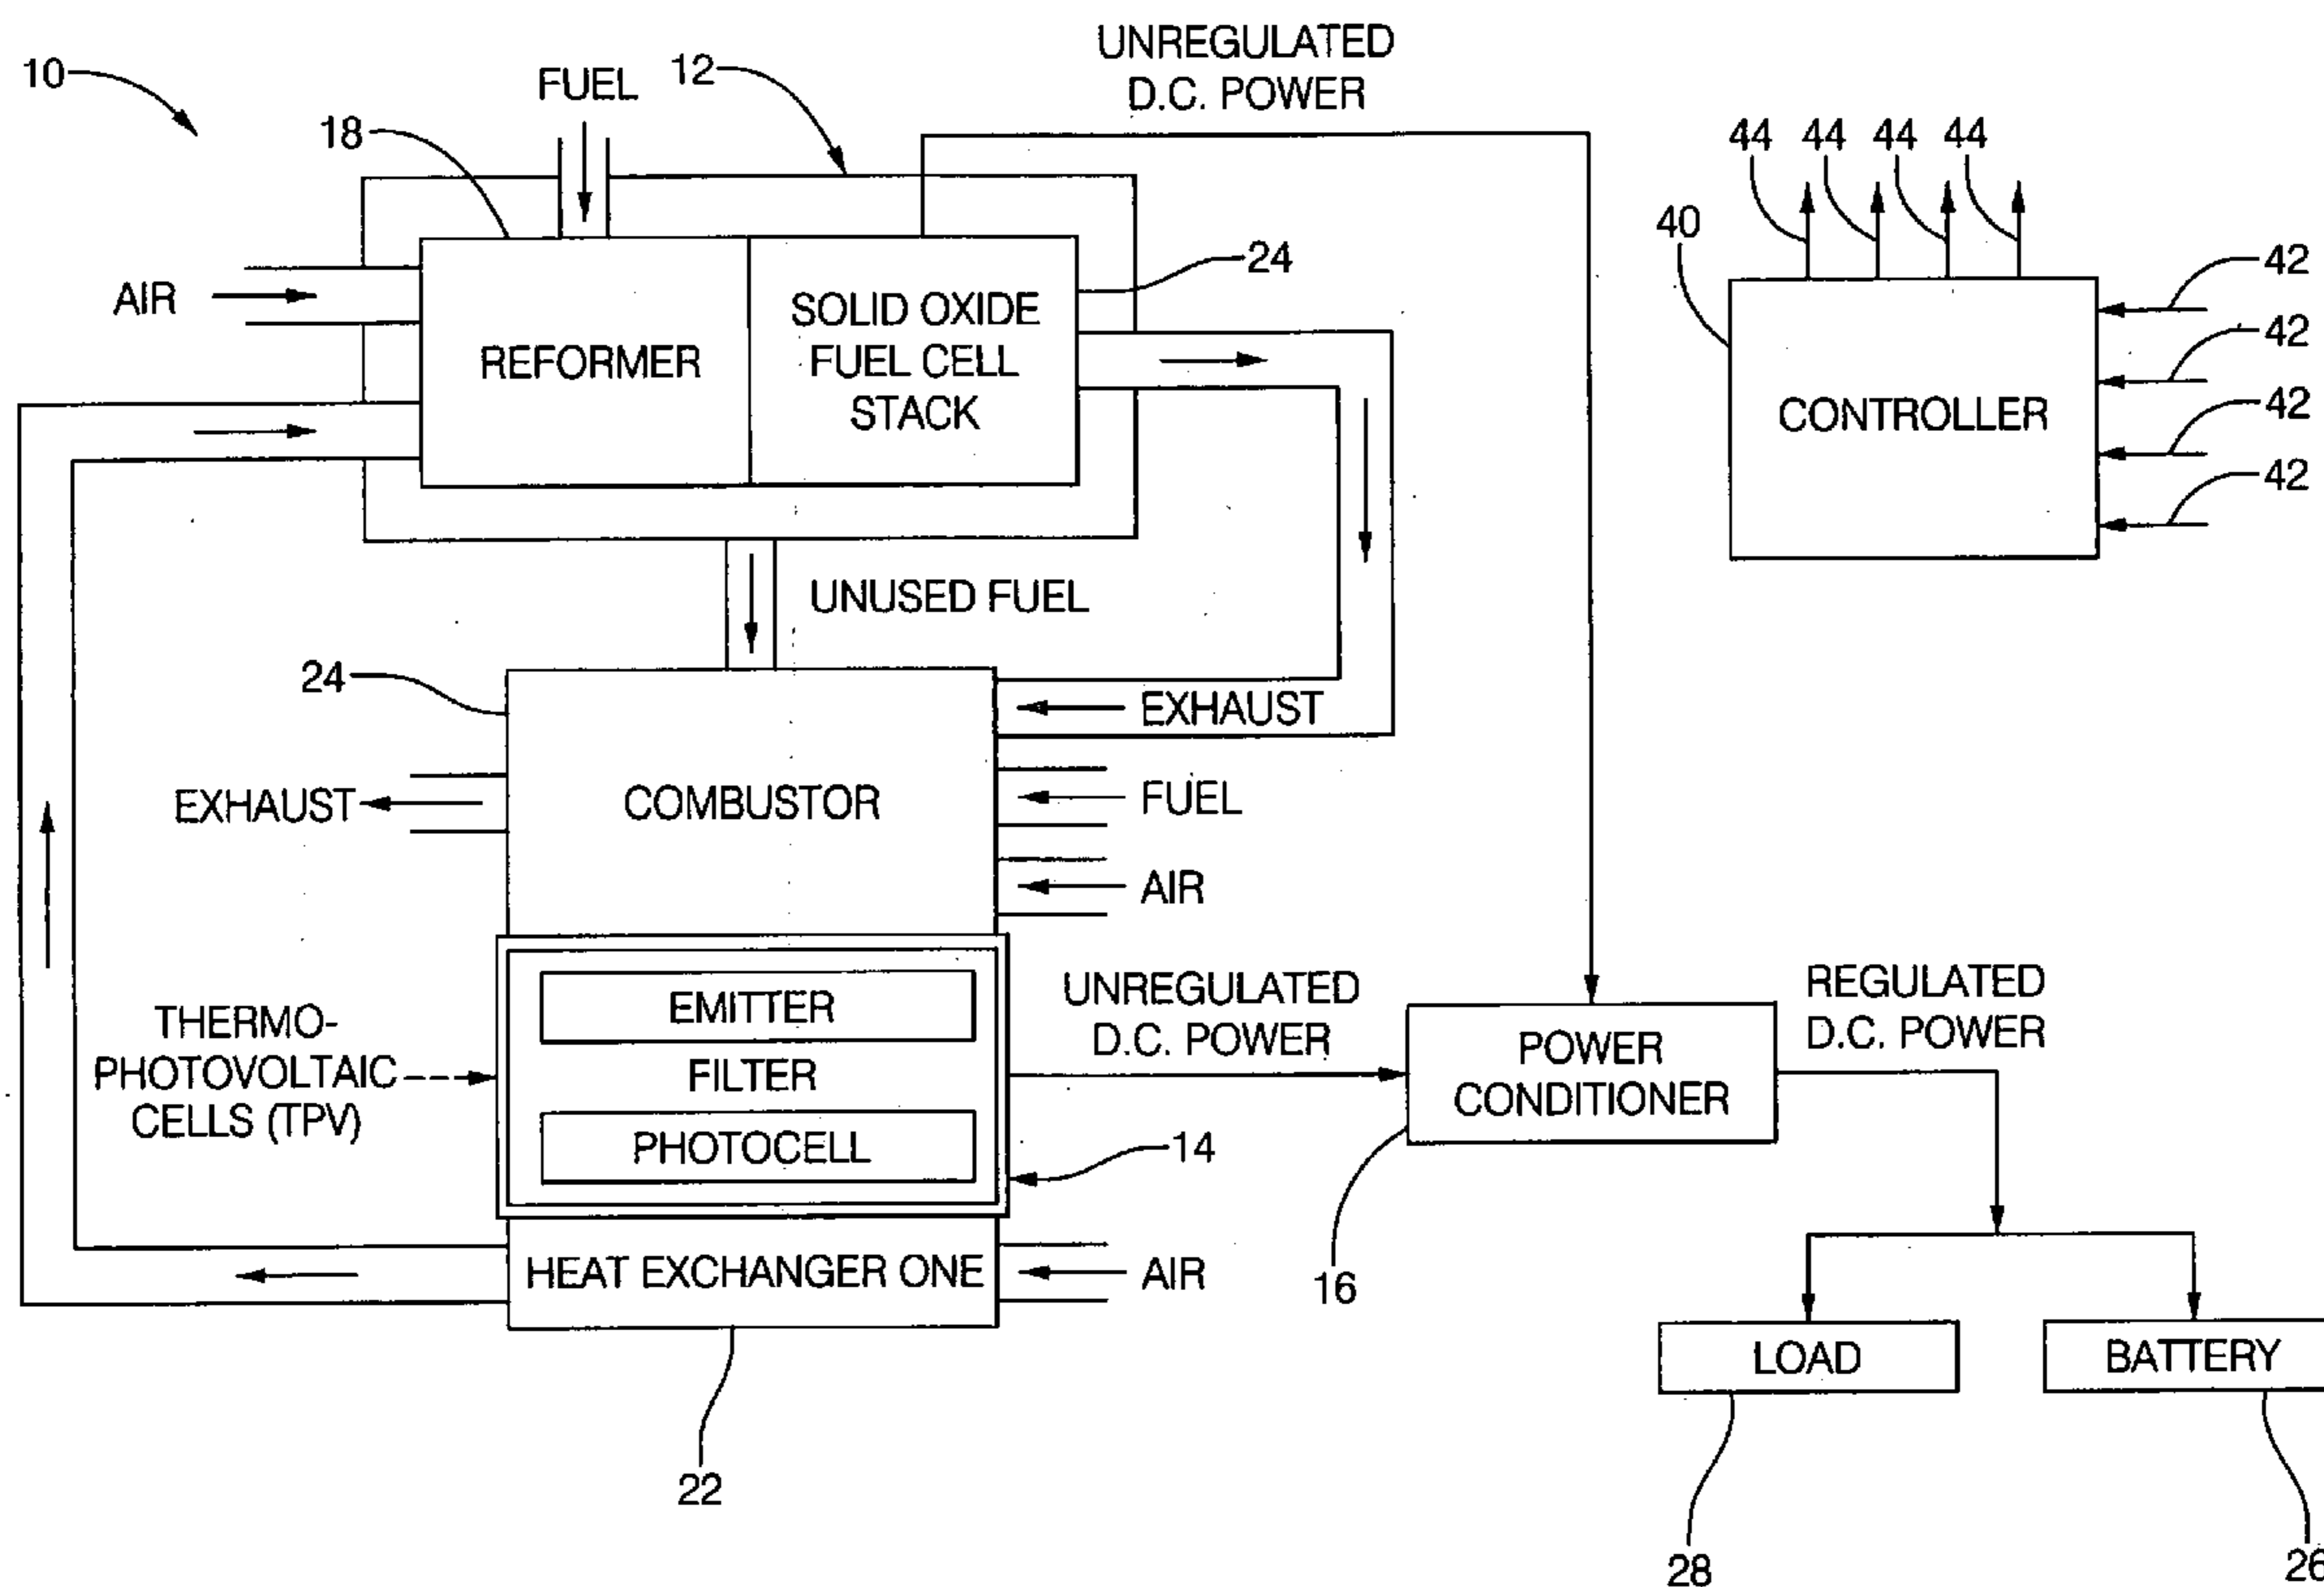 UNREGULATED
D.C. POWER
10
FUEL
12
18
44 44 44 44
40
AIR
REFORMER
SOLID OXIDE
FUEL CELL
STACK
24
CONTROLLER
42
42
42
42
UNUSED FUEL
24
EXHAUST
EXHAUST
COMBUSTOR
FUEL
AIR
THERMO-
PHOTOVOLTAIC
CELLS (TPV)
EMITTER
FILTER
PHOTOCELL
UNREGULATED
D.C. POWER
14
POWER
CONDITIONER
REGULATED
D.C. POWER
16
HEAT EXCHANGER ONE
AIR
22
LOAD
BATTERY
28
26